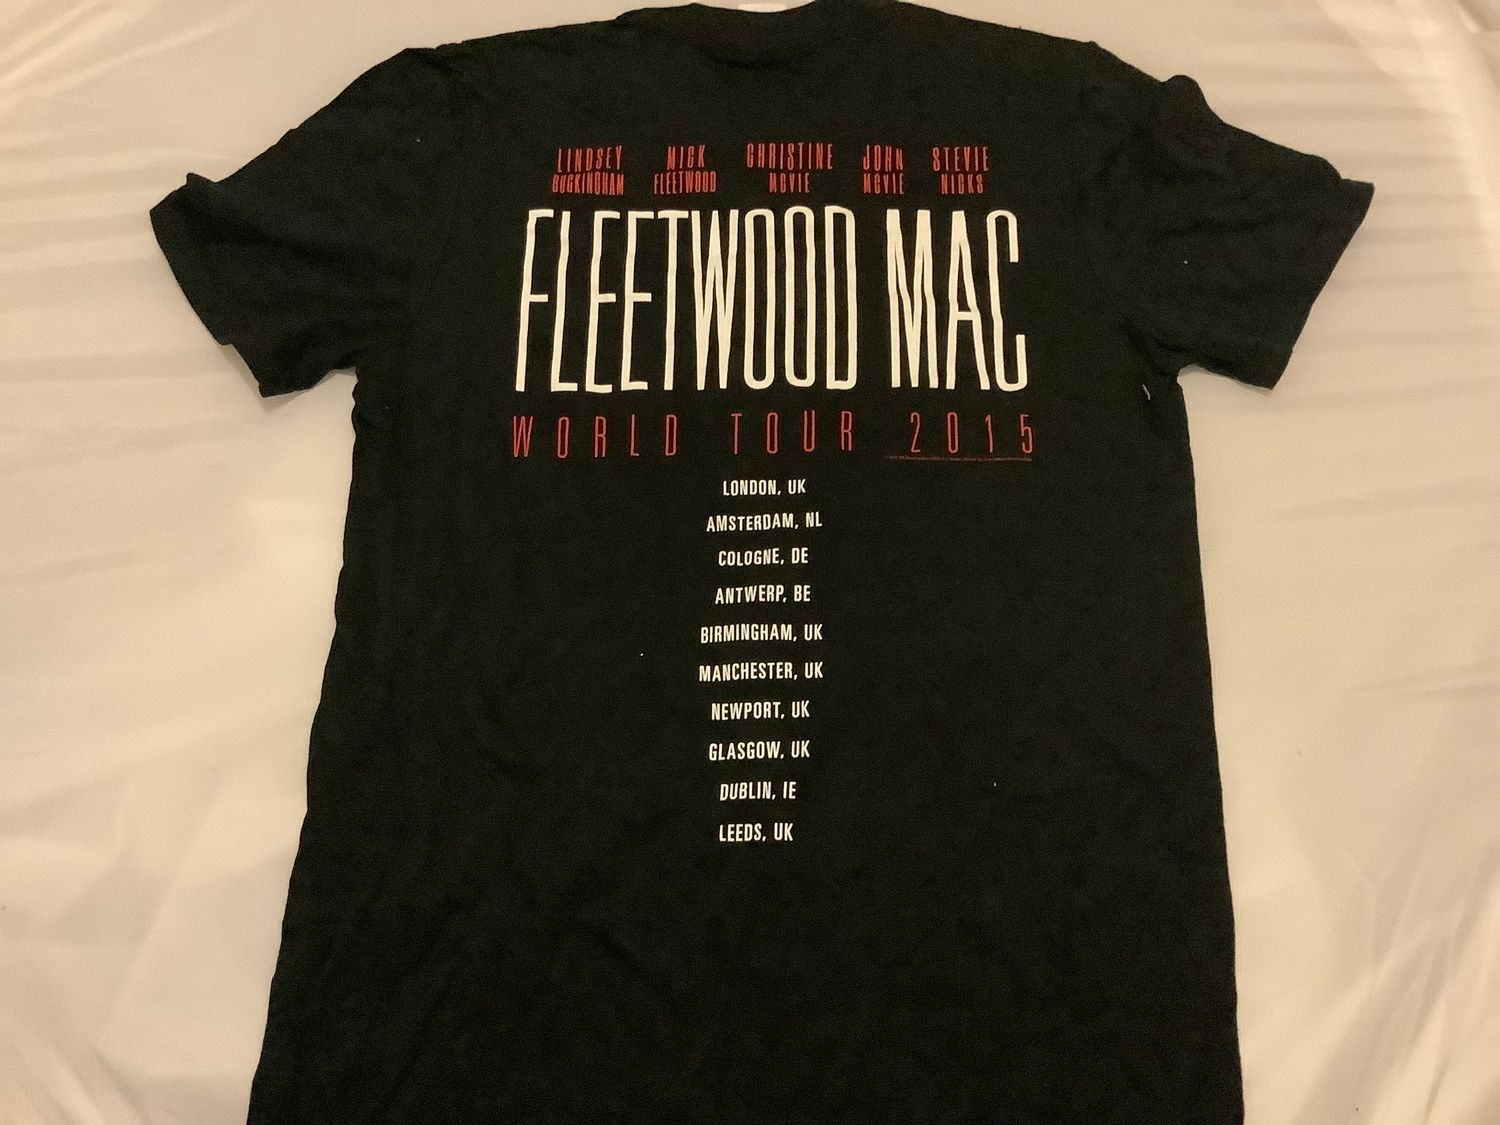 LINDSEY MICK CHRISTINE JOHN STEVIE
BUCKINGHAM FLEETWOOD MCVIE MCVIE NICKS
FLEETWOOD MAC
WORLD TOUR 2015
LONDON, UK
AMSTERDAM, NL
COLOGNE, DE
ANTWERP, BE
BIRMINGHAM, UK
MANCHESTER, UK
NEWPORT, UK
GLASGOW, UK
DUBLIN, IE
LEEDS, UK